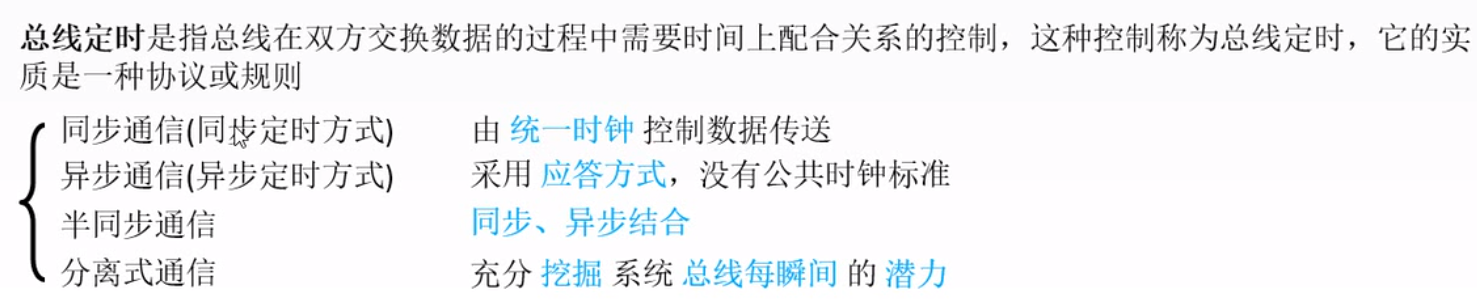 总线定时是指总线在双方交换数据的过程中需要时间上配合关系的控制，这种控制称为总线定时，它的实
质是一种协议或规则
同步通信(同步定时方式) 由 统一时钟 控制数据传送
异步通信(异步定时方式) 采用 应答方式，没有公共时钟标准
半同步通信 同步、异步结合
分离式通信 充分 挖掘 系统 总线每瞬间 的 潜力